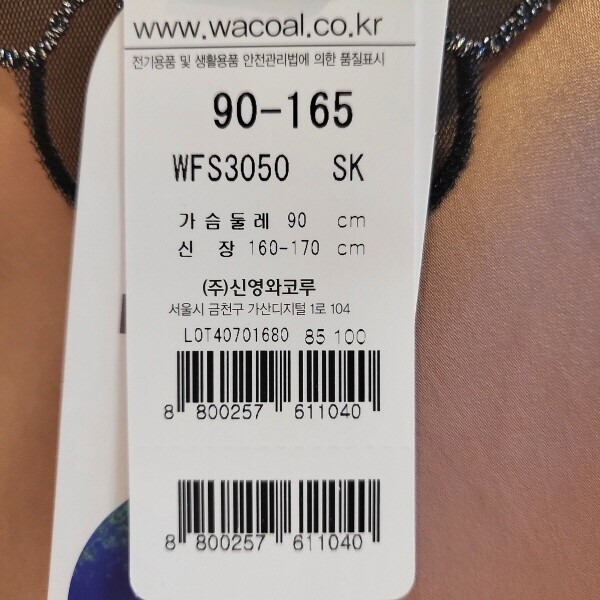 www.wacoal.co.kr
전기용품 및 생활용품 안전관리법에 의한 품질표시
90-165
WFS3050 SK
가슴둘레 90 cm
신 장 160-170 cm
(주)신영와코루
서울시 금천구 가산디지털 1로 104
LOT40701680 85 100
8 800257 611040
8 800257 611040